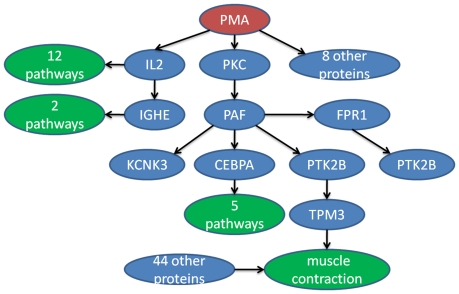 PMA
12
pathways
IL2
PKC
8 other
proteins
2
pathways
IGHE
PAF
FPR1
KCNK3
CEBPA
PTK2B
PTK2B
5
pathways
TPM3
44 other
proteins
muscle
contraction